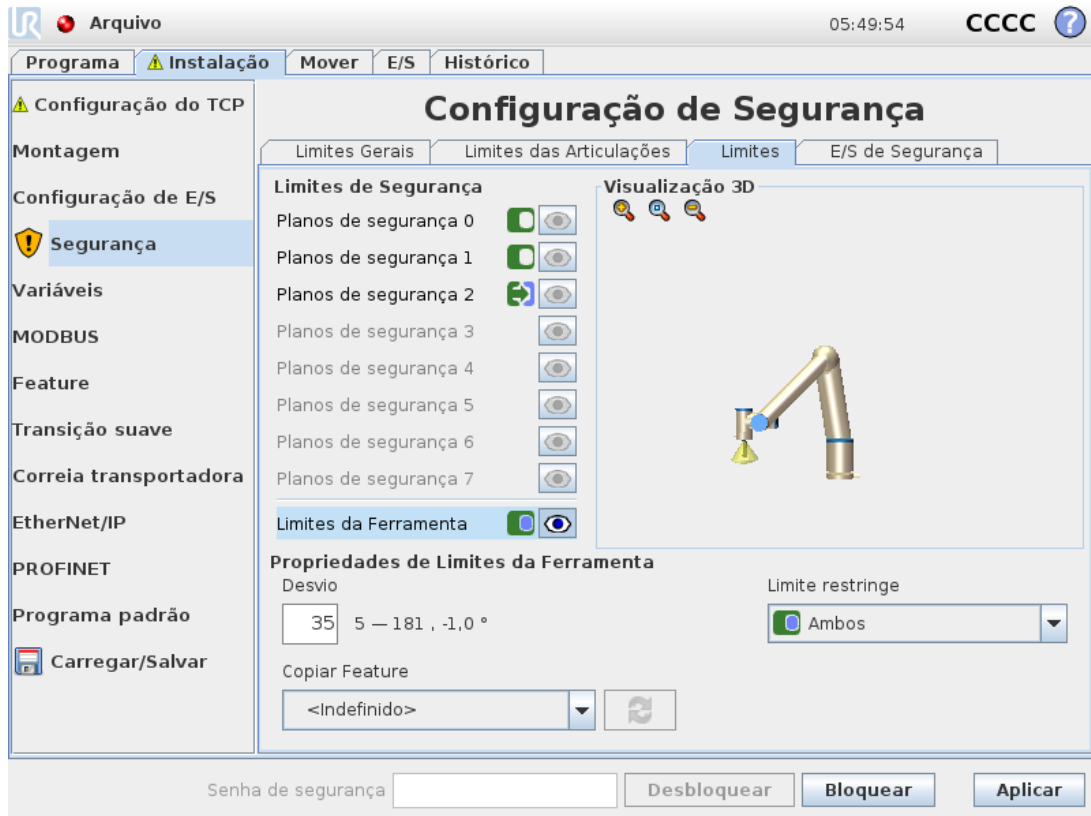 UR Arquivo 05:49:54 CCCC ?
Programa Instalação Mover E/S Histórico
Configuração do TCP
Montagem
Configuração de E/S
Segurança
Variáveis
MODBUS
Feature
Transição suave
Correia transportadora
EtherNet/IP
PROFINET
Programa padrão
Carregar/Salvar
Configuração de Segurança
Limites Gerais Limites das Articulações Limites E/S de Segurança
Limites de Segurança
Planos de segurança 0
Planos de segurança 1
Planos de segurança 2
Planos de segurança 3
Planos de segurança 4
Planos de segurança 5
Planos de segurança 6
Planos de segurança 7
Limites da Ferramenta
Visualização 3D
Propriedades de Limites da Ferramenta
Desvio
35 5 — 181 , -1,0 °
Limite restringe
Ambos
Copiar Feature
<Indefinido>
Senha de segurança Desbloquear Bloquear Aplicar